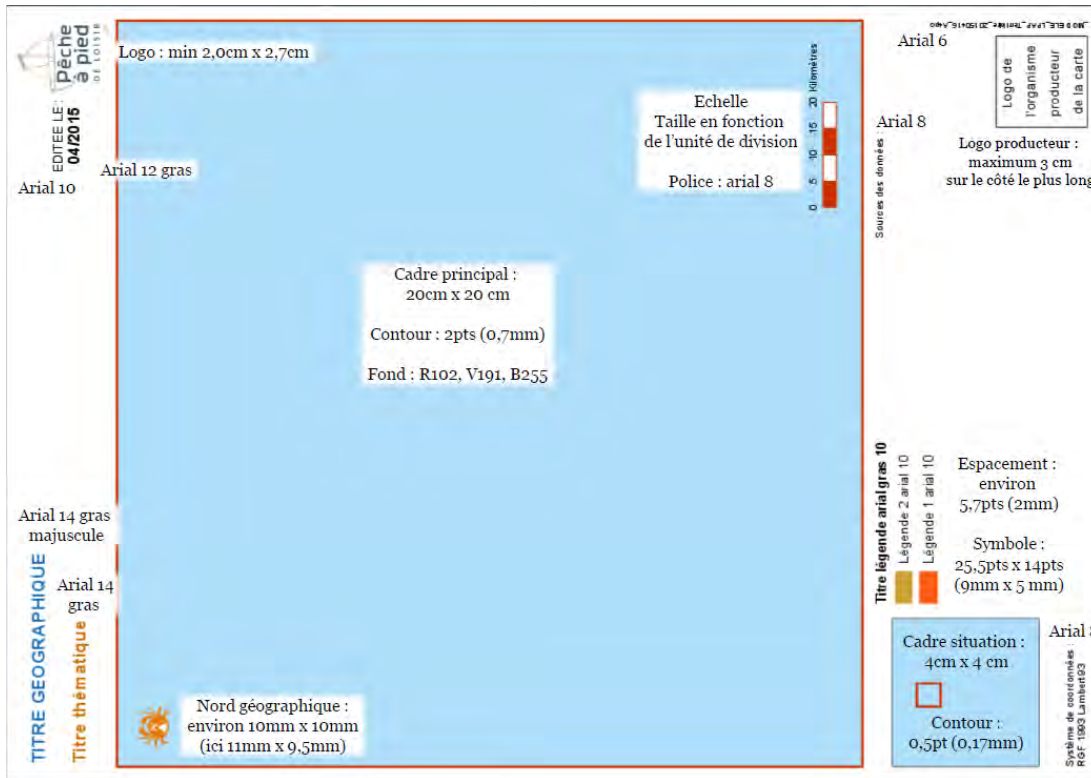 Pêche
à pied
DE LOISIR
Logo : min 2,0cm x 2,7cm
EDITEE LE :
04/2015
Arial 10
Arial 12 gras
Echelle
Taille en fonction
de l'unité de division
Police : arial 8
0 5 10 15 20 Kilomètres
Arial 6
Logo de
l'organisme
producteur
de la carte
Arial 8
Sources des données :
Logo producteur :
maximum 3 cm
sur le côté le plus long
Cadre principal :
20cm x 20 cm
Contour : 2pts (0,7mm)
Fond : R102, V191, B255
Arial 14 gras
majuscule
TITRE GEOGRAPHIQUE
Arial 14
gras
Titre thèmatique
Nord géographique :
environ 10mm x 10mm
(ici 11mm x 9,5mm)
Titre légende arial gras 10
Légende 2 arial 10
Légende 1 arial 10
Espacement :
environ
5,7pts (2mm)
Symbole :
25,5pts x 14pts
(9mm x 5 mm)
Cadre situation :
4cm x 4 cm
Contour :
0,5pt (0,17mm)
Arial 8
Système de coordonnées :
RGF 1993 Lambert93